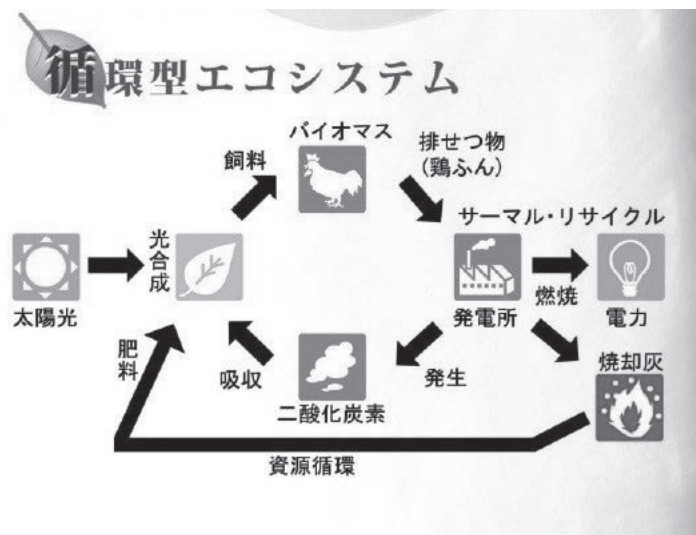 循環型エコシステム
バイオマス
飼料
排せつ物
(鶏ふん)
サーマル・リサイクル
光合成
太陽光
発電所
燃焼
電力
肥料
吸収
発生
焼却灰
二酸化炭素
資源循環